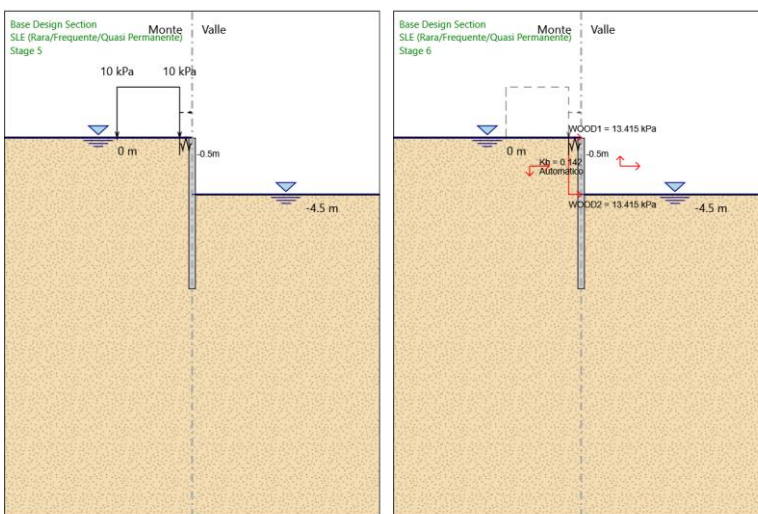 Base Design Section
SLE (Rara/Frequente/Quasi Permanente)
Stage 5
Monte
Valle
10 kPa
10 kPa
0 m
-0.5m
-4.5 m
Base Design Section
SLE (Rara/Frequente/Quasi Permanente)
Stage 6
Monte
Valle
WOOD1 = 13.415 kPa
0 m
-0.5m
Kh = 0.142
Automatico
WOOD2 = 13.415 kPa
-4.5 m